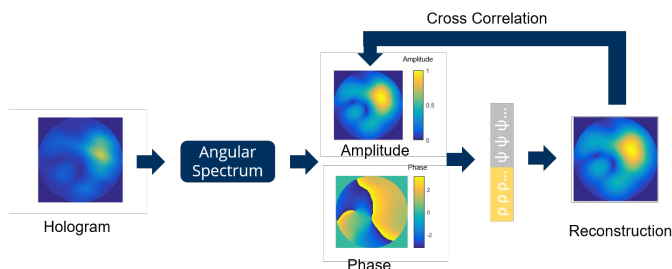 Cross Correlation
Amplitude
1
0.5
0
Amplitude
Hologram
Angular
Spectrum
Phase
2
0
-2
Phase
ρ ρ ρ... ψ ψ ψ...
Reconstruction